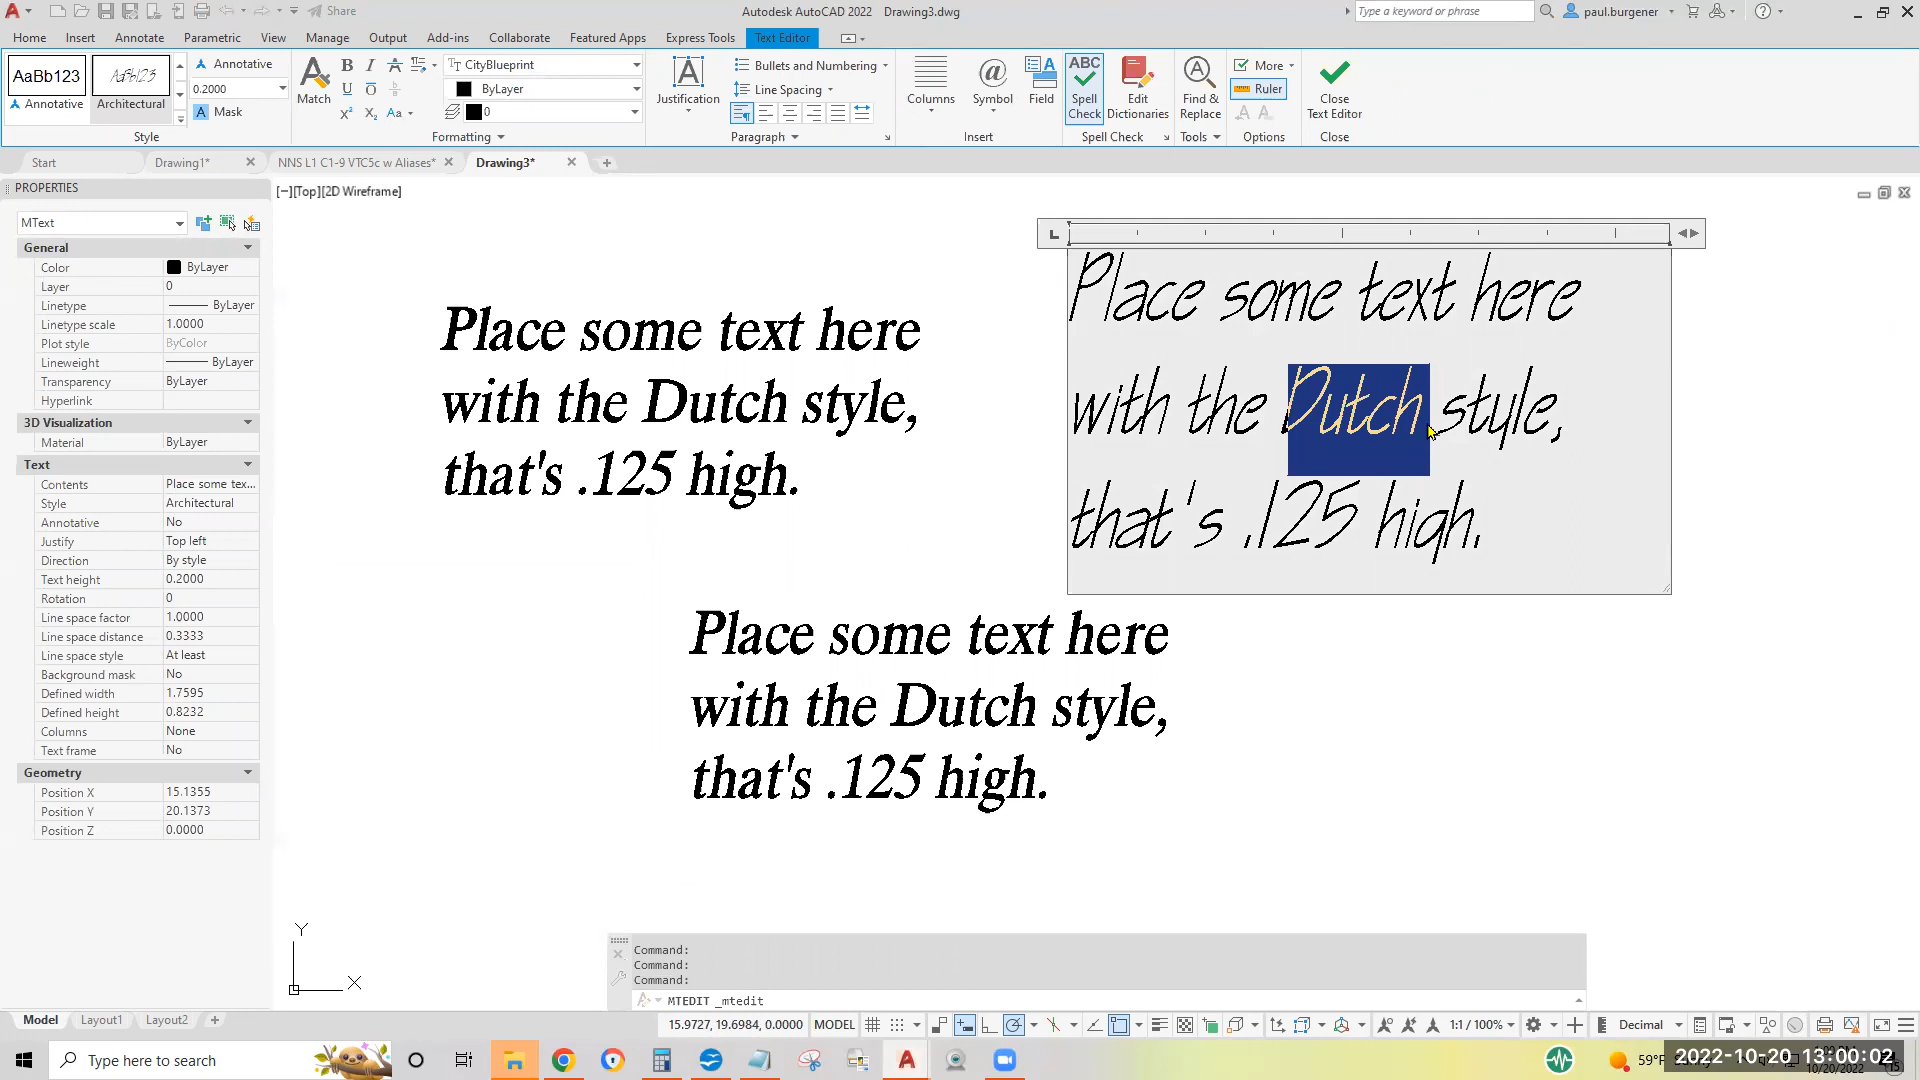 Share
Autodesk AutoCAD 2022 Drawing3.dwg
Type a keyword or phrase
paul.burgener
Home Insert Annotate Parametric View Manage Output Add-ins Collaborate Featured Apps Express Tools Text Editor
AaBb123
Annotative
AaBb123
Architectural
Annotative
0.2000
Mask
Style
Match
CityBlueprint
ByLayer
0
Formatting
Justification
Bullets and Numbering
Line Spacing
Paragraph
Columns
Symbol
Field
Insert
Spell Check
Edit Dictionaries
Spell Check
Find & Replace
Tools
More
Ruler
Options
Close Text Editor
Close
Start Drawing1* NNS L1 C1-9 VTC5c w Aliases* Drawing3*
PROPERTIES
[−][Top][2D Wireframe]
MText
General
Color ByLayer
Layer 0
Linetype ByLayer
Linetype scale 1.0000
Plot style ByColor
Lineweight ByLayer
Transparency ByLayer
Hyperlink
3D Visualization
Material ByLayer
Text
Contents Place some tex...
Style Architectural
Annotative No
Justify Top left
Direction By style
Text height 0.2000
Rotation 0
Line space factor 1.0000
Line space distance 0.3333
Line space style At least
Background mask No
Defined width 1.7595
Defined height 0.8232
Columns None
Text frame No
Geometry
Position X 15.1355
Position Y 20.1373
Position Z 0.0000
Place some text here
with the Dutch style,
that's .125 high.
Place some text here
with the Dutch style,
that's .125 high.
Place some text here
with the Dutch style,
that's .125 high.
Y
X
Command:
Command:
Command:
MTEDIT _mtedit
Model Layout1 Layout2
15.9727, 19.6984, 0.0000 MODEL 1:1 / 100% Decimal
Type here to search
59°F
2022-10-20 13:00:02
10/20/2022